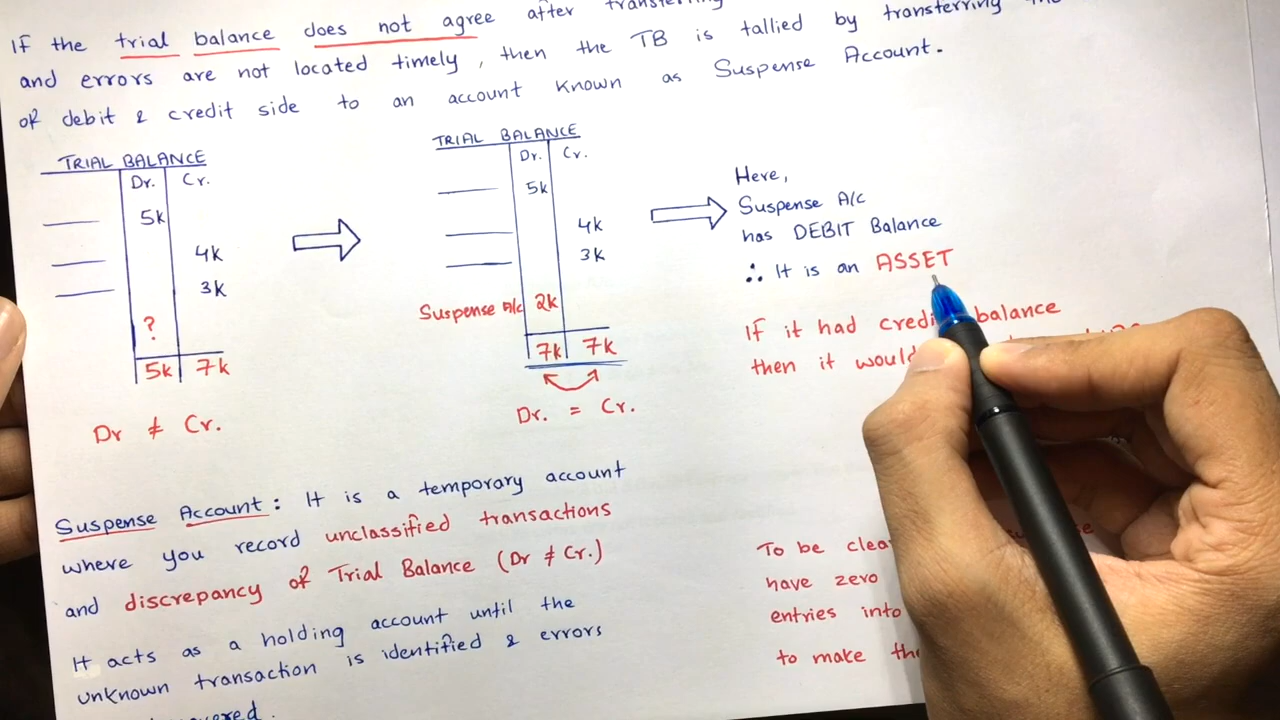 IF the trial balance does not agree after
and errors are not located timely, then the TB is tallied by transferring the
of debit & credit side to an account known as Suspense Account.
TRIAL BALANCE
Dr. Cr.
5k
4k
3k
?
5k 7k
Dr ≠ Cr.
TRIAL BALANCE
Dr. Cr.
5k
4k
3k
Suspense A/c 2k
7k 7k
Dr. = Cr.
Here,
Suspense A/c
has DEBIT Balance
∴ It is an ASSET
IF it had credit balance
then it would
Suspense Account: It is a temporary account
where you record unclassified transactions
and discrepancy of Trial Balance (Dr ≠ Cr.)
It acts as a holding account until the
unknown transaction is identified & errors
To be
have zero
entries into
to make